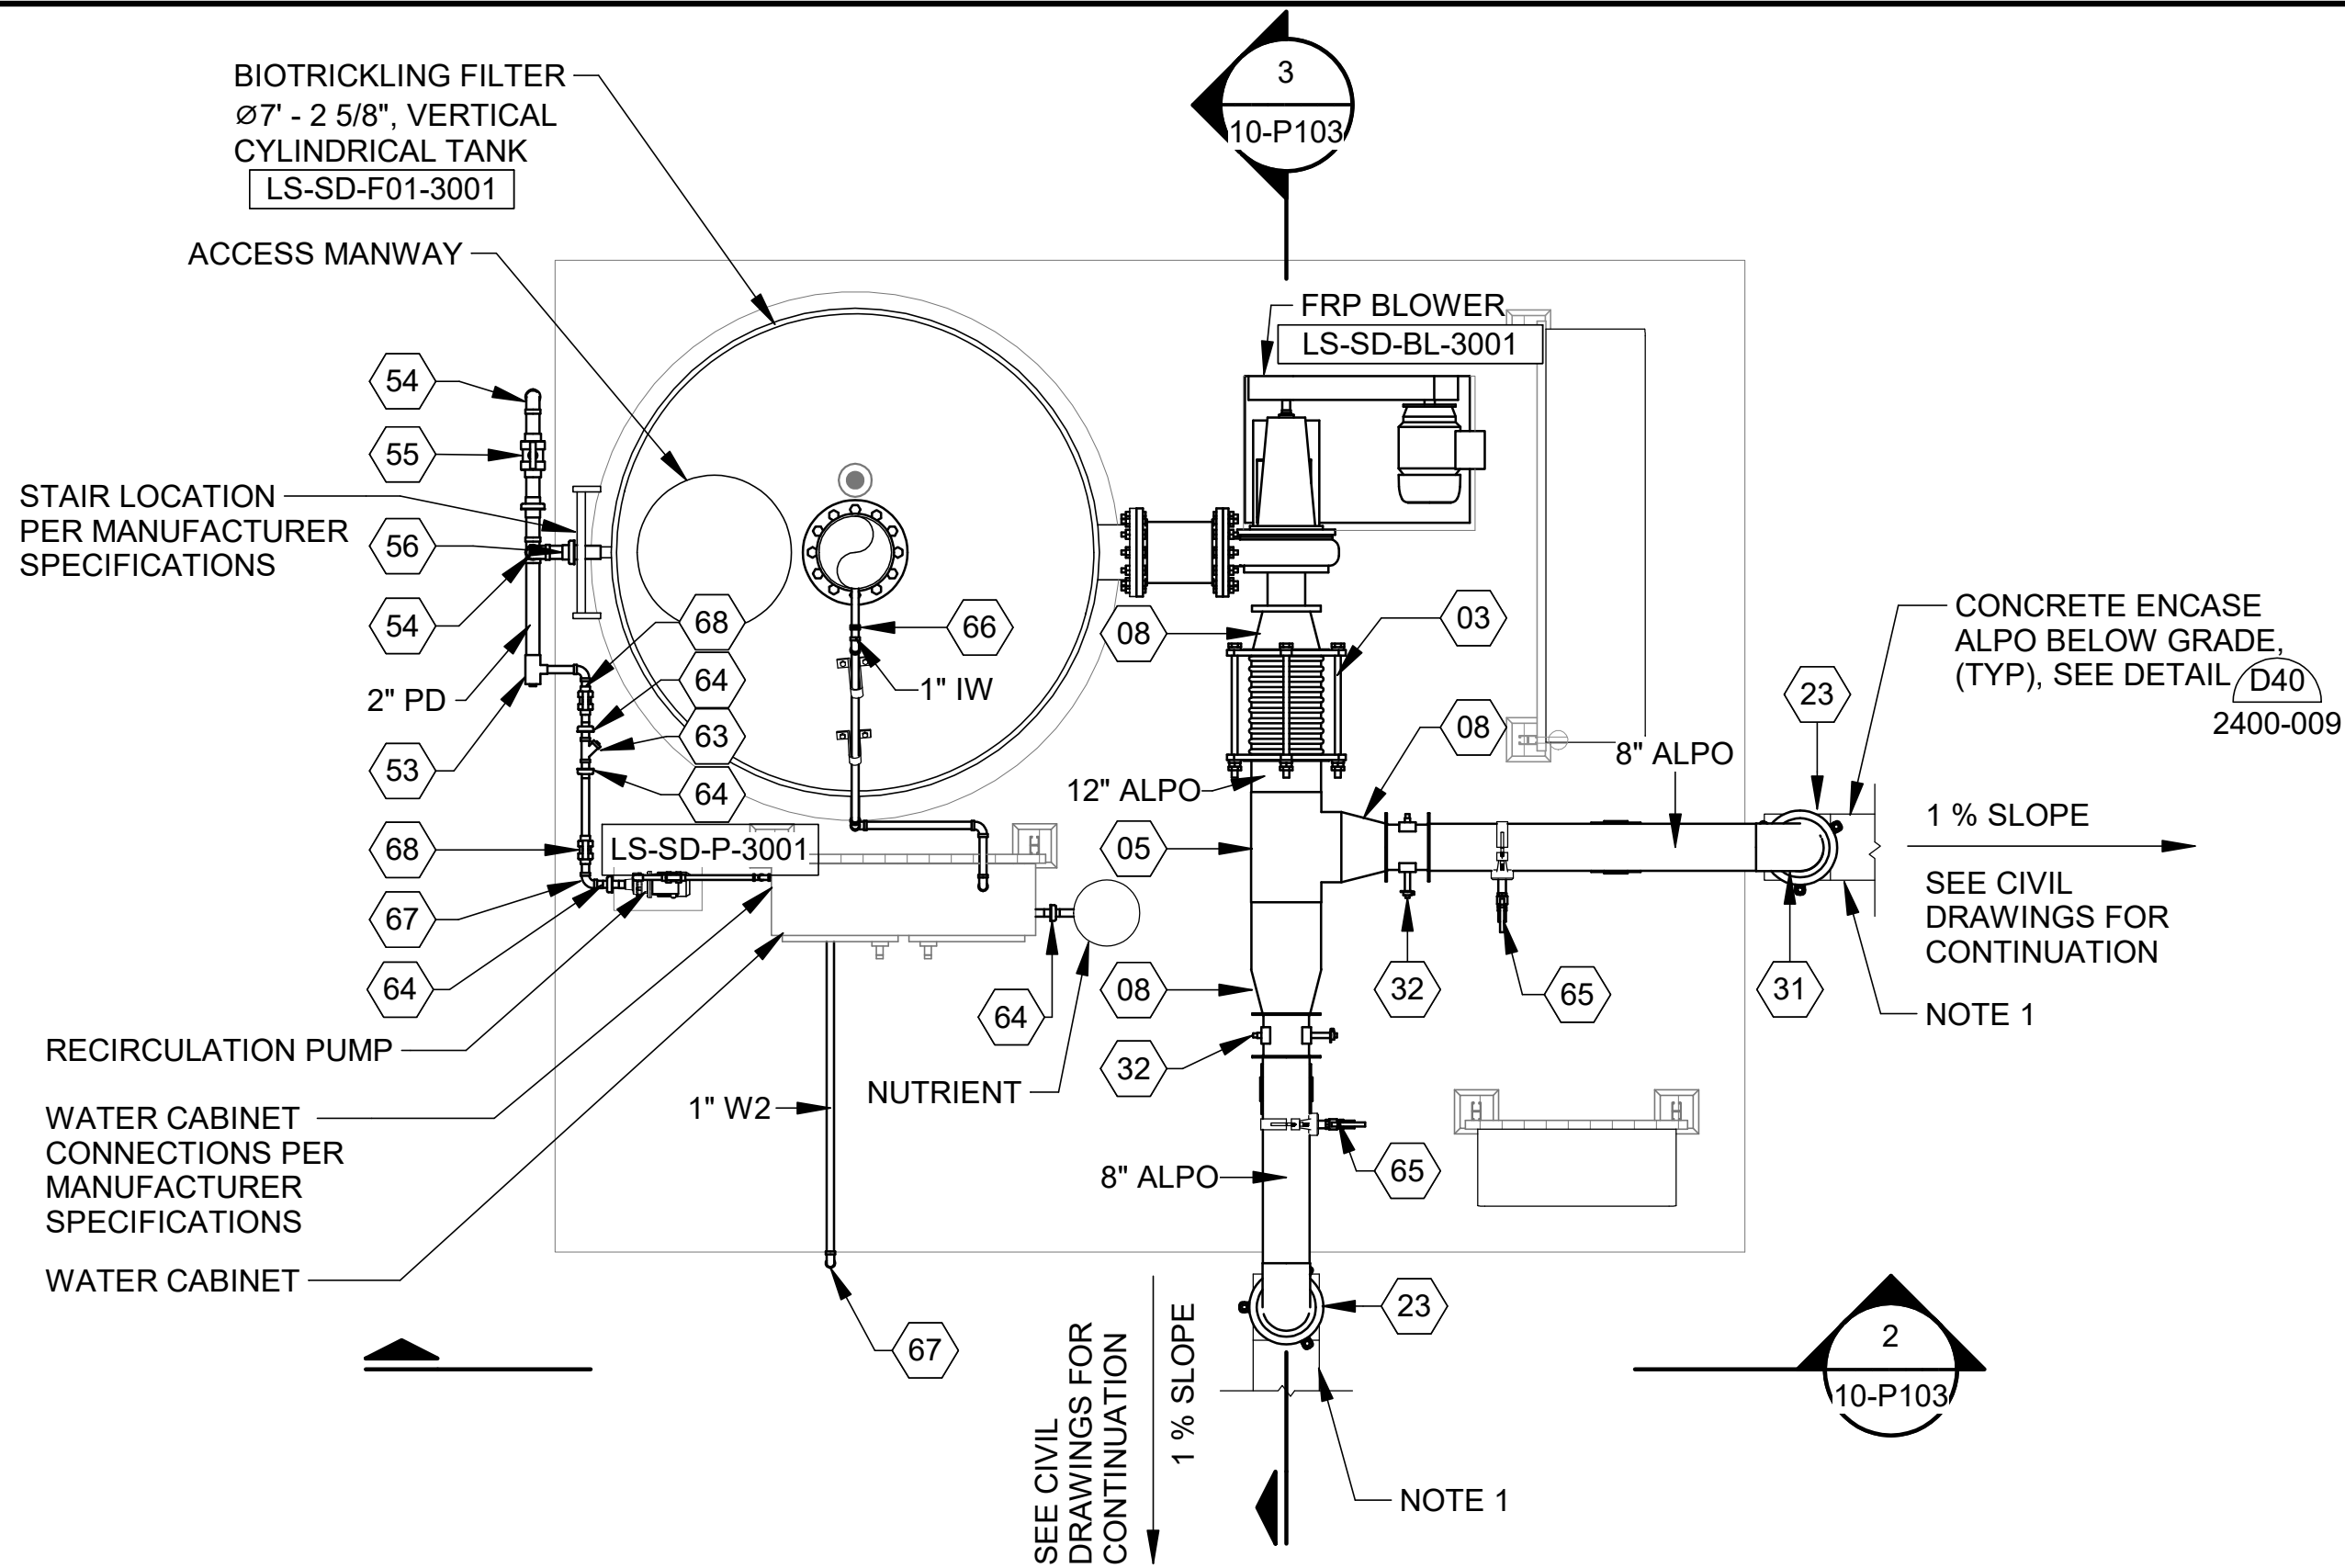 3
10-P103
BIOTRICKLING FILTER
⌀7' - 2 5/8", VERTICAL
CYLINDRICAL TANK
LS-SD-F01-3001
ACCESS MANWAY
FRP BLOWER
LS-SD-BL-3001
54
55
STAIR LOCATION
PER MANUFACTURER
SPECIFICATIONS
56
54
68
66
08
03
64
1" IW
2" PD
63
08
53
64
12" ALPO
8" ALPO
23
CONCRETE ENCASE
ALPO BELOW GRADE,
(TYP), SEE DETAIL
D40
2400-009
68
LS-SD-P-3001
05
1 % SLOPE
SEE CIVIL
DRAWINGS FOR
CONTINUATION
67
64
64
08
32
65
31
NOTE 1
RECIRCULATION PUMP
32
NUTRIENT
1" W2
WATER CABINET
CONNECTIONS PER
MANUFACTURER
SPECIFICATIONS
8" ALPO
65
WATER CABINET
67
23
SEE CIVIL
DRAWINGS FOR
CONTINUATION
1 % SLOPE
2
10-P103
NOTE 1